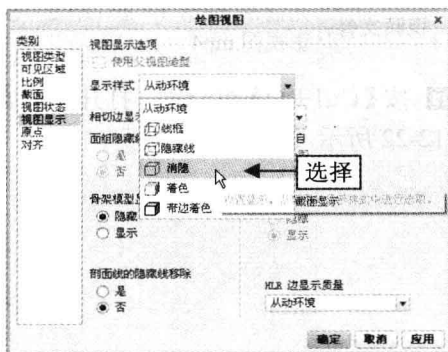 绘图视图
类别
视图类型
可见区域
比例
截面
视图状态
视图显示
原点
对齐
视图显示选项
使用父视图造型
显示样式 从动环境
从动环境
线框
隐藏线
消隐
着色
带边着色
选择
相切边显示
面组隐藏线
是
否
骨架模型显
隐藏
显示
剖面线的隐藏线移除
是
否
HLR 边显示质量
从动环境
确定 取消 应用